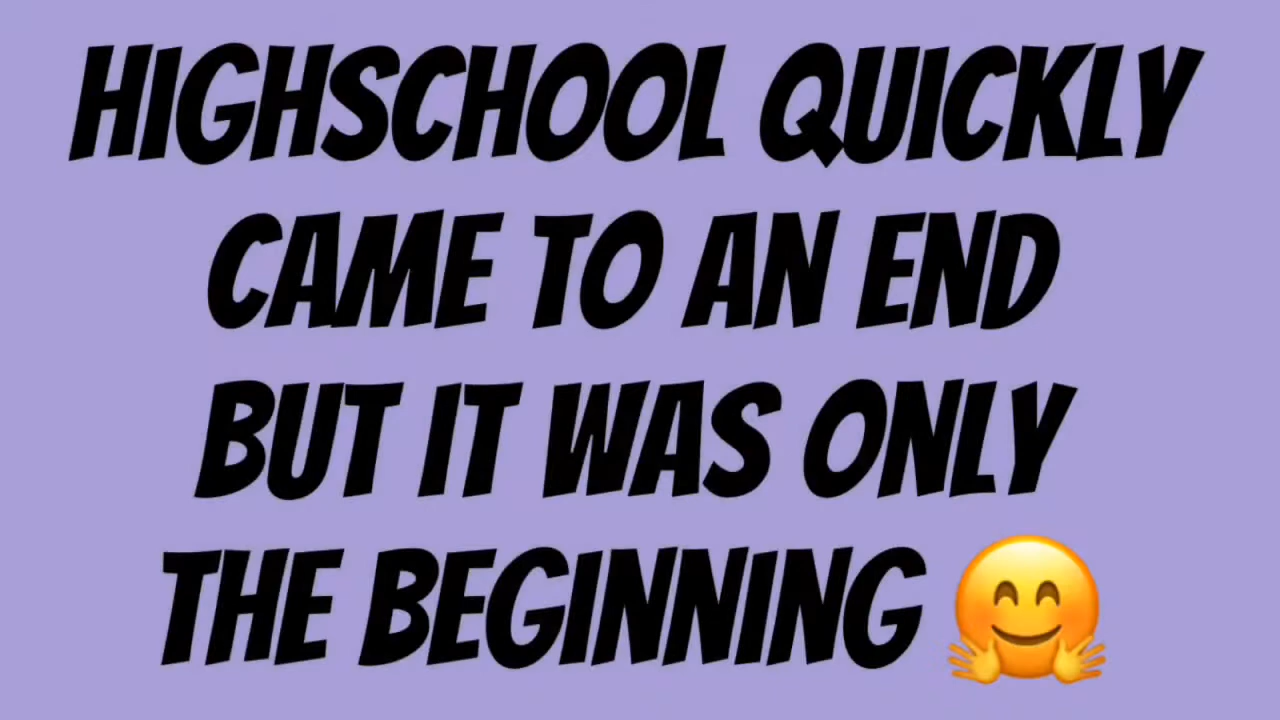 HIGHSCHOOL QUICKLY
CAME TO AN END
BUT IT WAS ONLY
THE BEGINNING 🤗